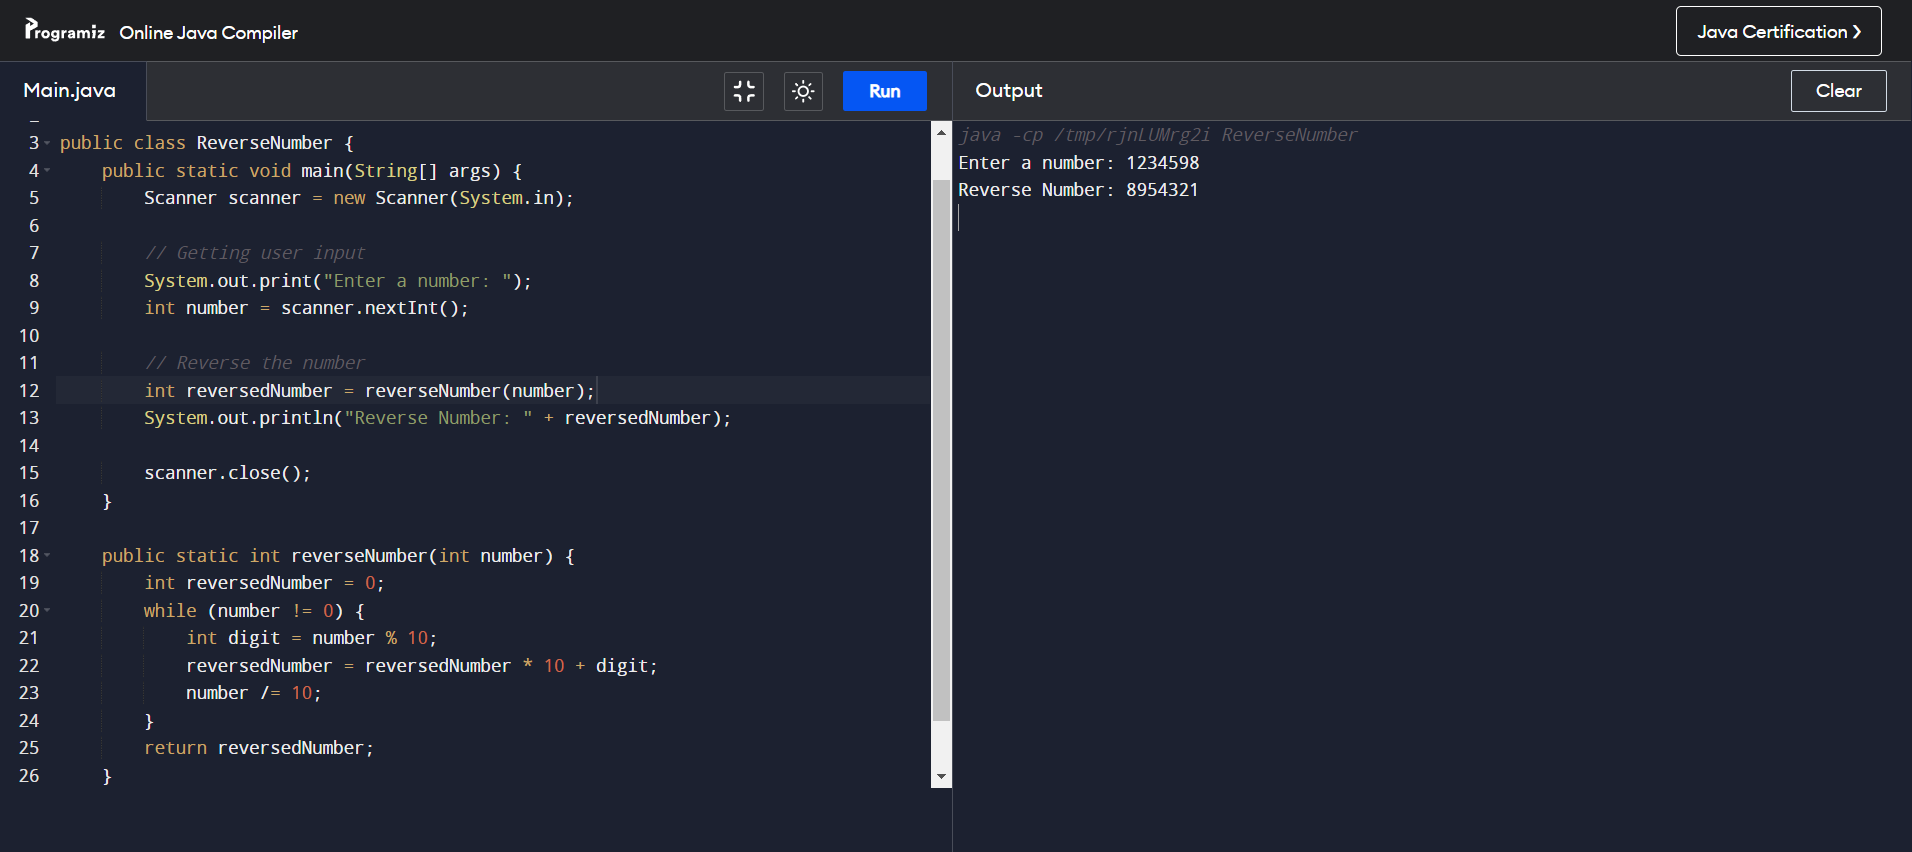 Programiz Online Java Compiler
Java Certification ❯
Main.java
Run
Output
Clear
3 public class ReverseNumber {
4     public static void main(String[] args) {
5         Scanner scanner = new Scanner(System.in);
6
7         // Getting user input
8         System.out.print("Enter a number: ");
9         int number = scanner.nextInt();
10
11         // Reverse the number
12         int reversedNumber = reverseNumber(number);
13         System.out.println("Reverse Number: " + reversedNumber);
14
15         scanner.close();
16     }
17
18     public static int reverseNumber(int number) {
19         int reversedNumber = 0;
20         while (number != 0) {
21             int digit = number % 10;
22             reversedNumber = reversedNumber * 10 + digit;
23             number /= 10;
24         }
25         return reversedNumber;
26     }
java -cp /tmp/rjnLUMrg2i ReverseNumber
Enter a number: 1234598
Reverse Number: 8954321